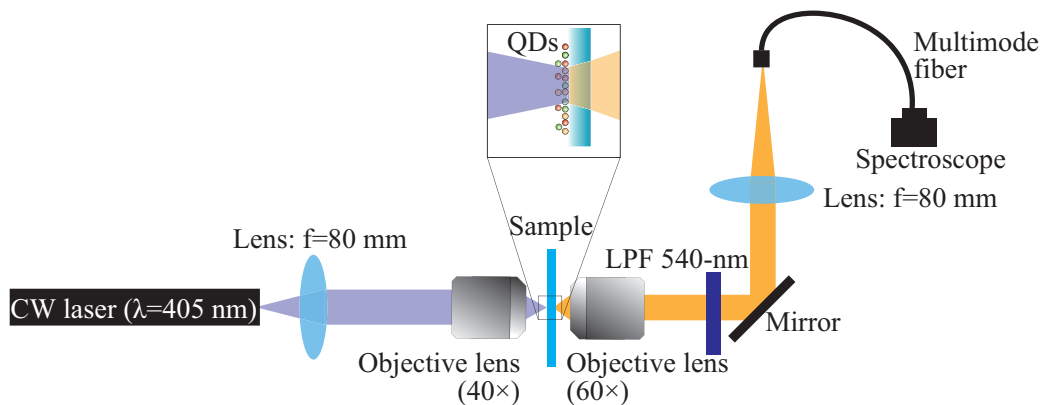 QDs
Multimode
fiber
Spectroscope
Lens: f=80 mm
Sample
Lens: f=80 mm
LPF 540-nm
CW laser (λ=405 nm)
Mirror
Objective lens
(40×)
Objective lens
(60×)